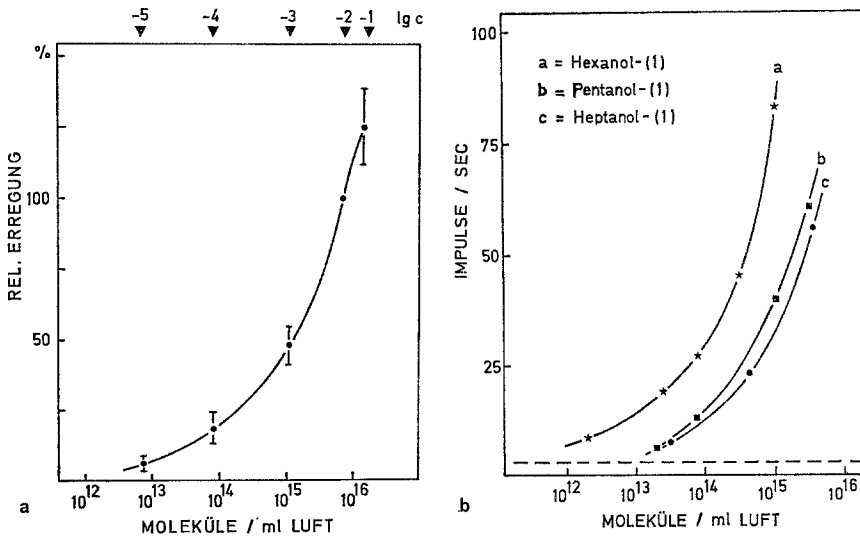 -5 -4 -3 -2 -1 lg c
%
100
50
REL. ERREGUNG
10^12 10^13 10^14 10^15 10^16
MOLEKÜLE / ml LUFT
a
100
75
50
25
IMPULSE / SEC
a = Hexanol-(1)
b = Pentanol-(1)
c = Heptanol-(1)
a
b
c
10^12 10^13 10^14 10^15 10^16
MOLEKÜLE / ml LUFT
b